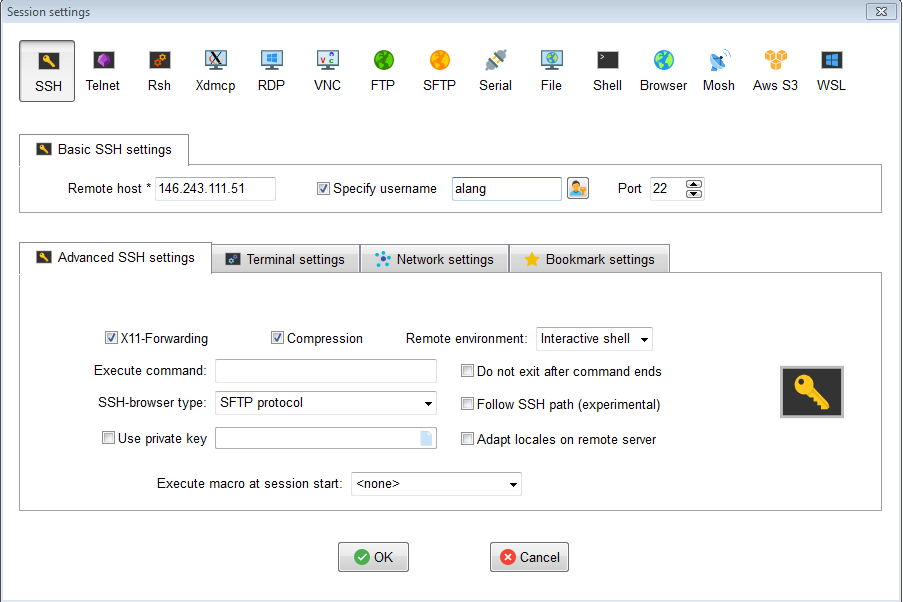 Session settings
SSH Telnet Rsh Xdmcp RDP VNC FTP SFTP Serial File Shell Browser Mosh Aws S3 WSL
Basic SSH settings
Remote host * 146.243.111.51 Specify username alang Port 22
Advanced SSH settings Terminal settings Network settings Bookmark settings
X11-Forwarding Compression Remote environment: Interactive shell
Execute command: Do not exit after command ends
SSH-browser type: SFTP protocol Follow SSH path (experimental)
Use private key Adapt locales on remote server
Execute macro at session start: <none>
OK Cancel